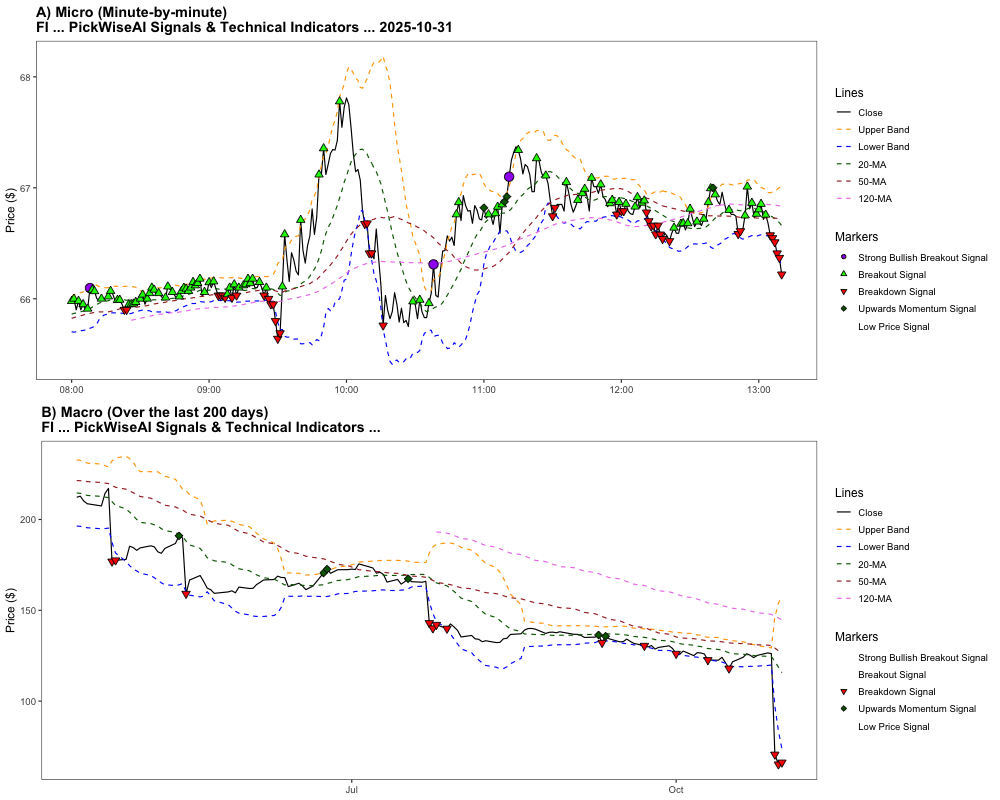 A) Micro (Minute-by-minute)
FI ... PickWiseAI Signals & Technical Indicators ... 2025-10-31
Price ($)
68
67
66
08:00
09:00
10:00
11:00
12:00
13:00
Lines
Close
Upper Band
Lower Band
20-MA
50-MA
120-MA
Markers
Strong Bullish Breakout Signal
Breakout Signal
Breakdown Signal
Upwards Momentum Signal
Low Price Signal
B) Macro (Over the last 200 days)
FI ... PickWiseAI Signals & Technical Indicators ...
Price ($)
200
150
100
Jul
Oct
Lines
Close
Upper Band
Lower Band
20-MA
50-MA
120-MA
Markers
Strong Bullish Breakout Signal
Breakout Signal
Breakdown Signal
Upwards Momentum Signal
Low Price Signal